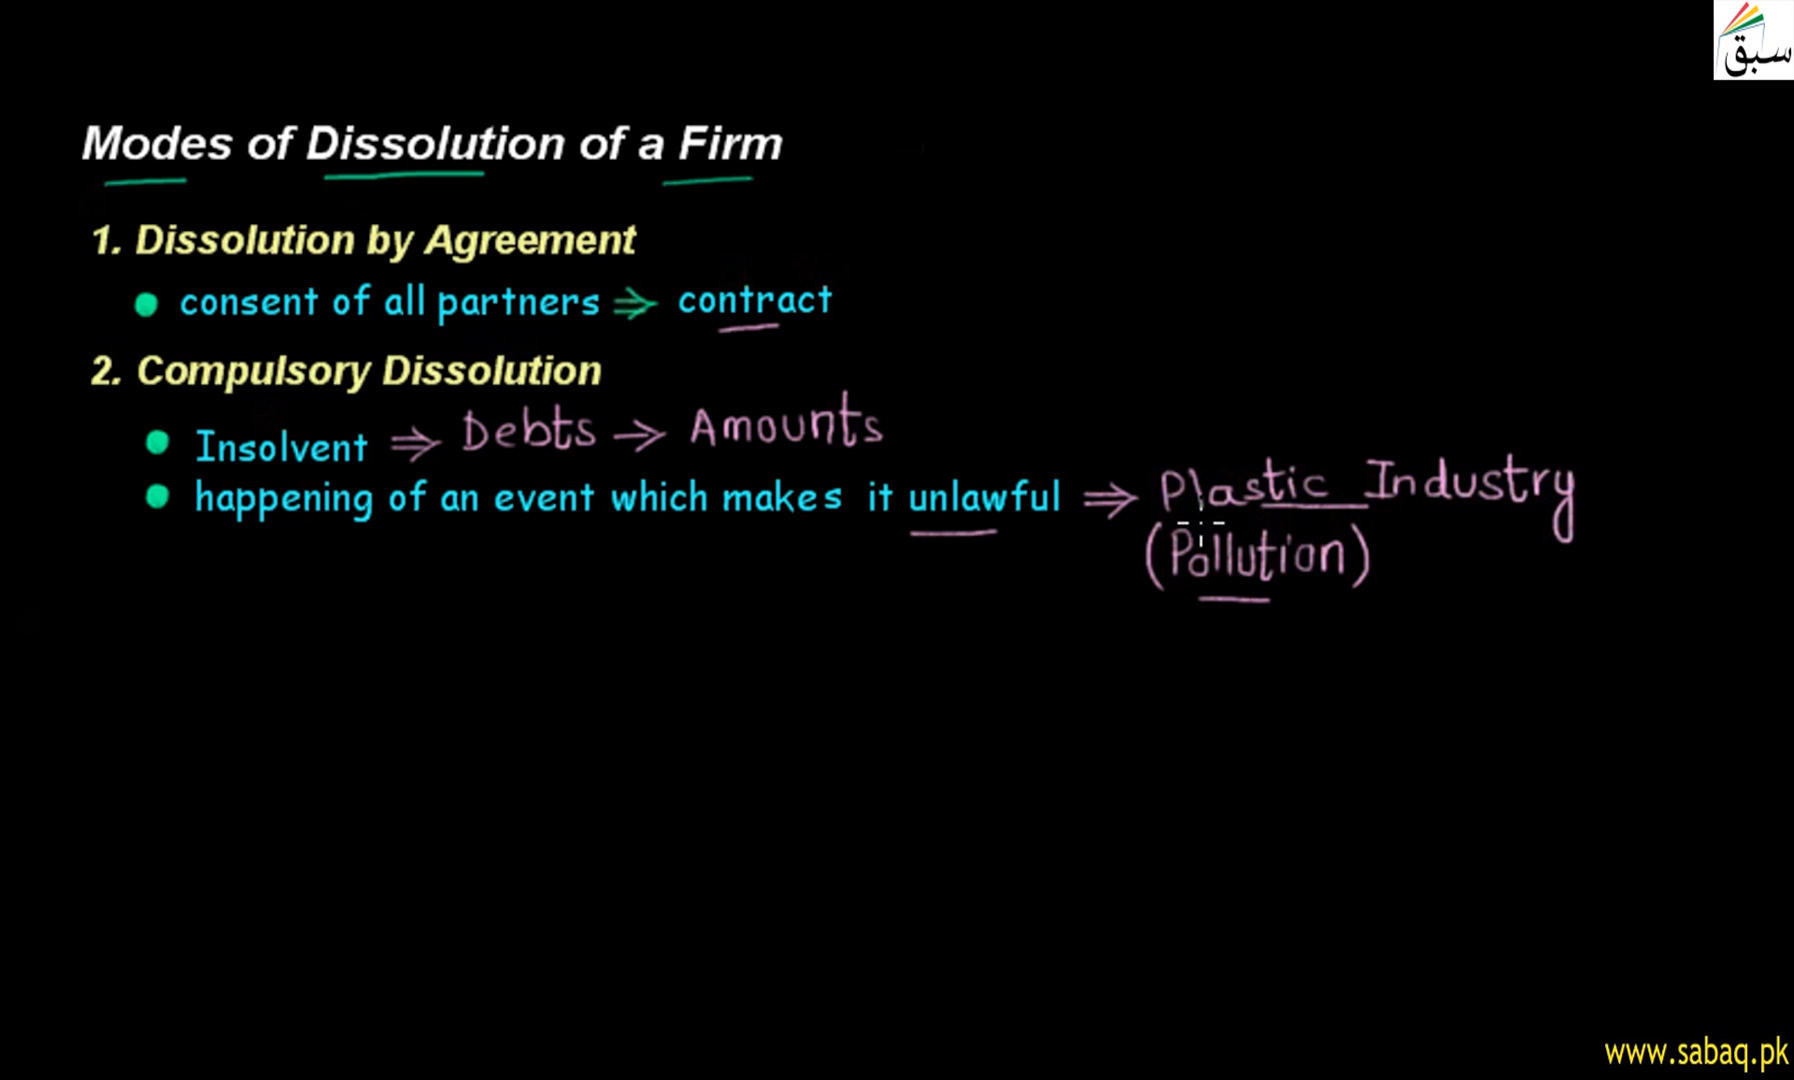 سبق
Modes of Dissolution of a Firm
1. Dissolution by Agreement
consent of all partners ⇒ contract
2. Compulsory Dissolution
Insolvent ⇒ Debts → Amounts
happening of an event which makes it unlawful ⇒ Plastic Industry
(Pollution)
www.sabaq.pk